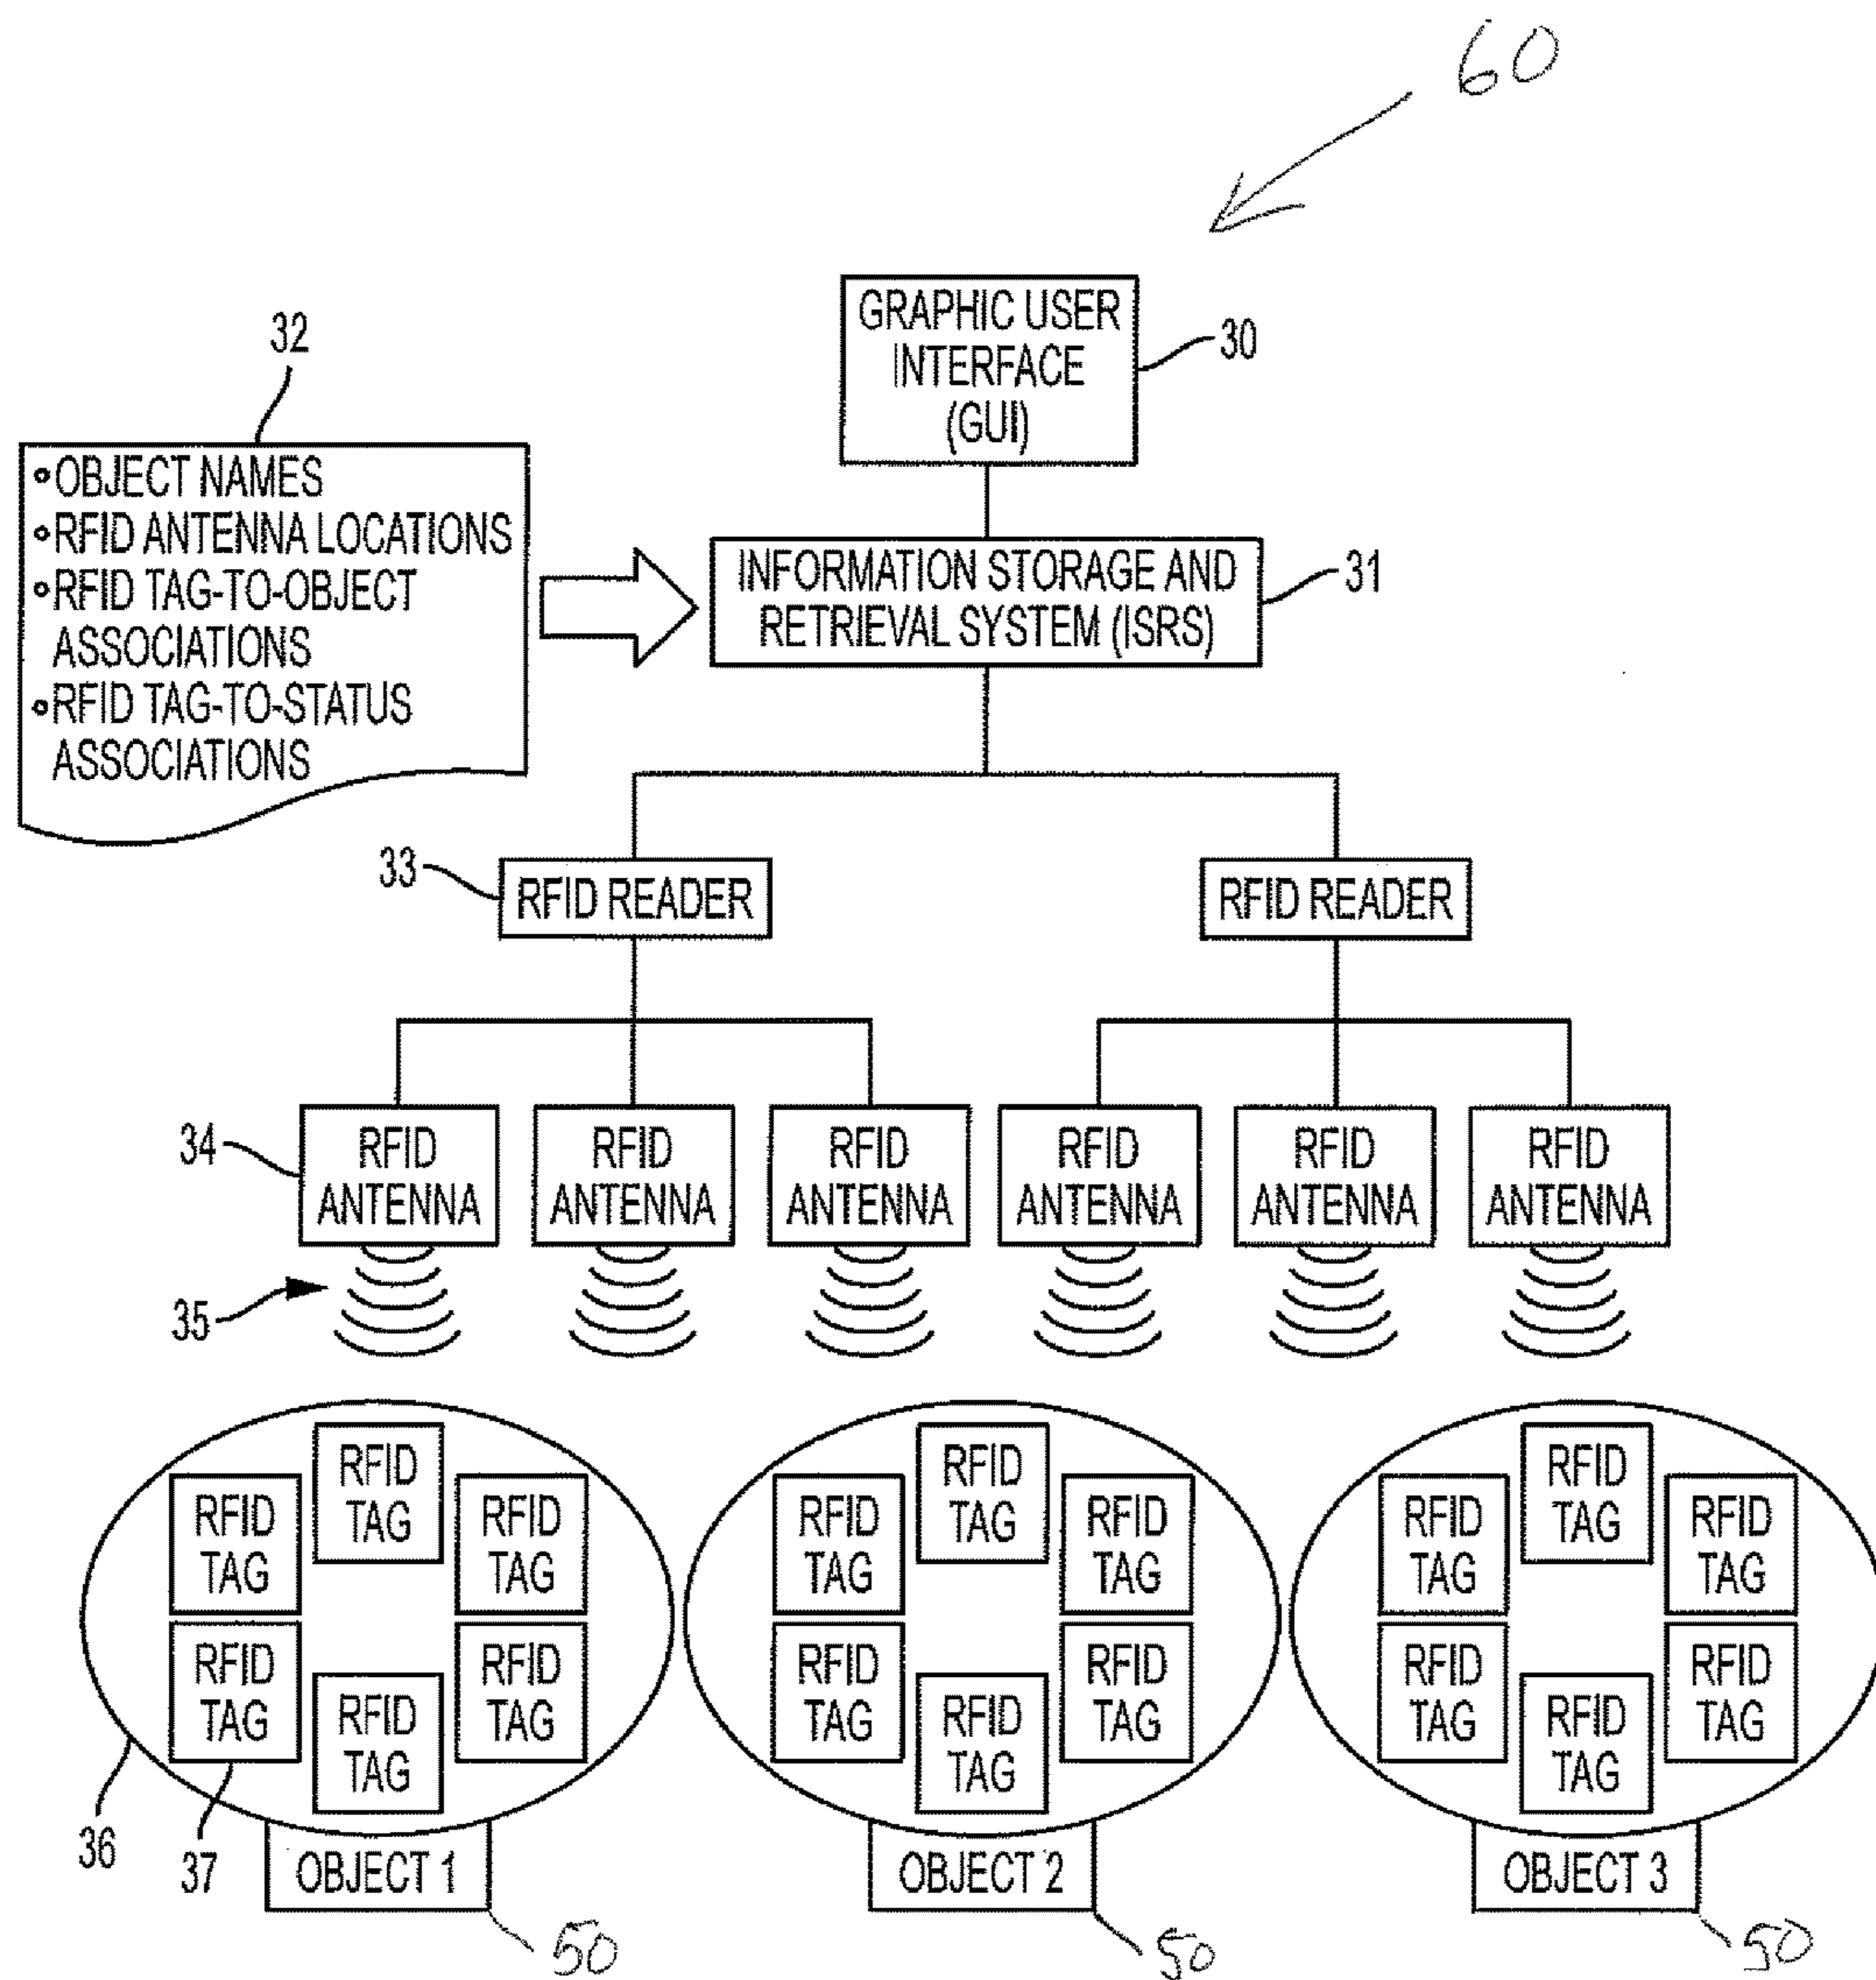 60
GRAPHIC USER
INTERFACE
(GUI)
30
32
∘OBJECT NAMES
∘RFID ANTENNA LOCATIONS
∘RFID TAG-TO-OBJECT
ASSOCIATIONS
∘RFID TAG-TO-STATUS
ASSOCIATIONS
INFORMATION STORAGE AND
RETRIEVAL SYSTEM (ISRS)
31
33
RFID READER
RFID READER
34
RFID
ANTENNA
RFID
ANTENNA
RFID
ANTENNA
RFID
ANTENNA
RFID
ANTENNA
RFID
ANTENNA
35
RFID
TAG
RFID
TAG
RFID
TAG
RFID
TAG
RFID
TAG
RFID
TAG
36
37
OBJECT 1
50
RFID
TAG
RFID
TAG
RFID
TAG
RFID
TAG
RFID
TAG
RFID
TAG
OBJECT 2
50
RFID
TAG
RFID
TAG
RFID
TAG
RFID
TAG
RFID
TAG
RFID
TAG
OBJECT 3
50